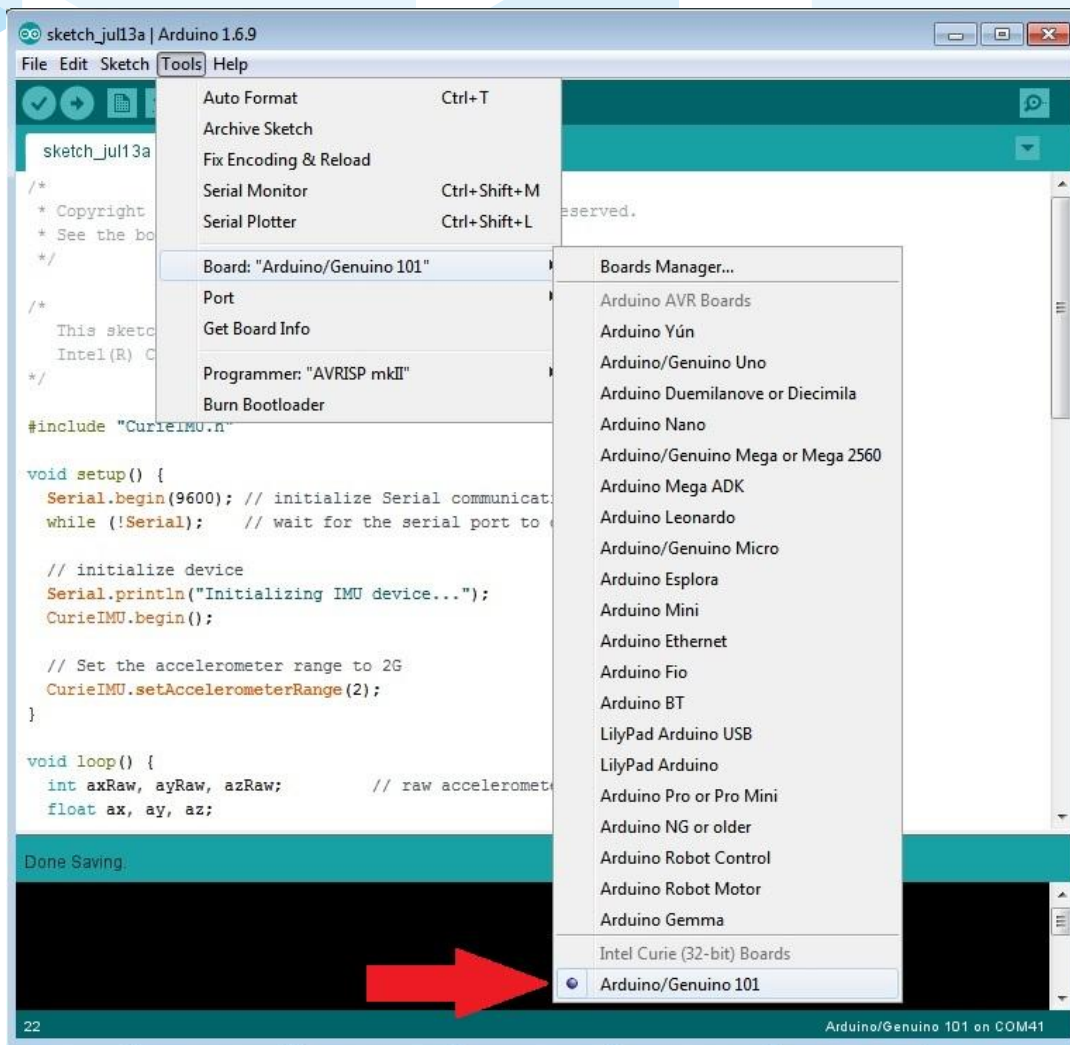 sketch_jul13a | Arduino 1.6.9
File Edit Sketch Tools Help
Auto Format Ctrl+T
Archive Sketch
Fix Encoding & Reload
Serial Monitor Ctrl+Shift+M
Serial Plotter Ctrl+Shift+L
Board: "Arduino/Genuino 101"
Port
Get Board Info
Programmer: "AVRISP mkII"
Burn Bootloader
Boards Manager...
Arduino AVR Boards
Arduino Yún
Arduino/Genuino Uno
Arduino Duemilanove or Diecimila
Arduino Nano
Arduino/Genuino Mega or Mega 2560
Arduino Mega ADK
Arduino Leonardo
Arduino/Genuino Micro
Arduino Esplora
Arduino Mini
Arduino Ethernet
Arduino Fio
Arduino BT
LilyPad Arduino USB
LilyPad Arduino
Arduino Pro or Pro Mini
Arduino NG or older
Arduino Robot Control
Arduino Robot Motor
Arduino Gemma
Intel Curie (32-bit) Boards
Arduino/Genuino 101
sketch_jul13a
/*
* Copyright eserved.
* See the bo
*/
/*
This sketc
Intel(R) C
*/
#include "CurieIMU.h"
void setup() {
Serial.begin(9600); // initialize Serial communicati
while (!Serial); // wait for the serial port to
// initialize device
Serial.println("Initializing IMU device...");
CurieIMU.begin();
// Set the accelerometer range to 2G
CurieIMU.setAccelerometerRange(2);
}
void loop() {
int axRaw, ayRaw, azRaw; // raw acceleromet
float ax, ay, az;
Done Saving.
22 Arduino/Genuino 101 on COM41